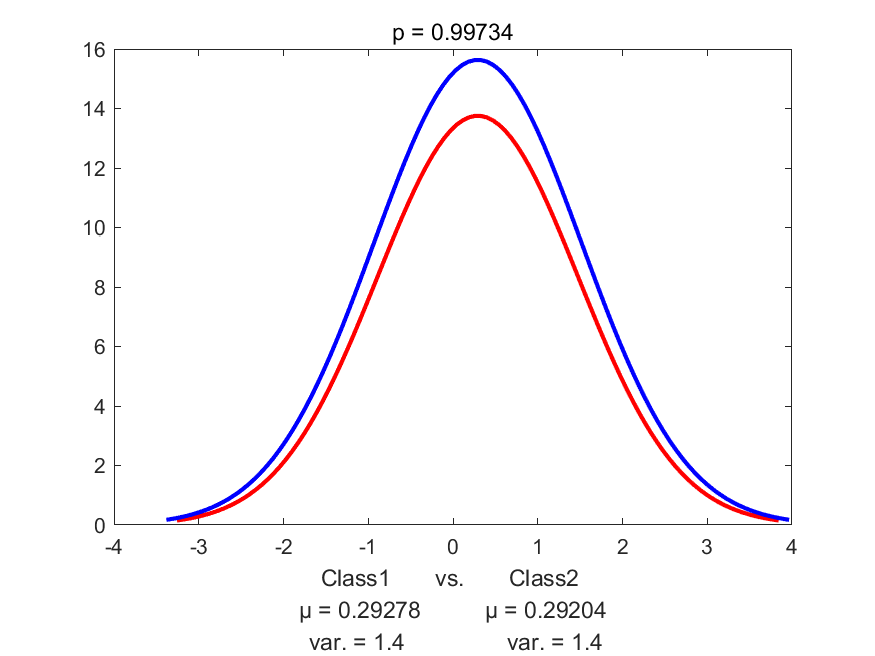 p = 0.99734
16
14
12
10
8
6
4
2
0
-4 -3 -2 -1 0 1 2 3 4
Class1 vs. Class2
μ = 0.29278 μ = 0.29204
var. = 1.4 var. = 1.4